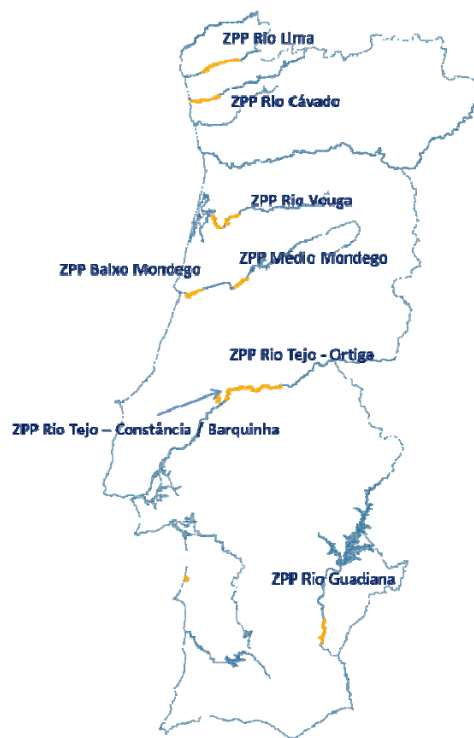 ZPP Rio Lima
ZPP Rio Cávado
ZPP Rio Vouga
ZPP Médio Mondego
ZPP Baixo Mondego
ZPP Rio Tejo - Ortiga
ZPP Rio Tejo – Constância / Barquinha
ZPP Rio Guadiana